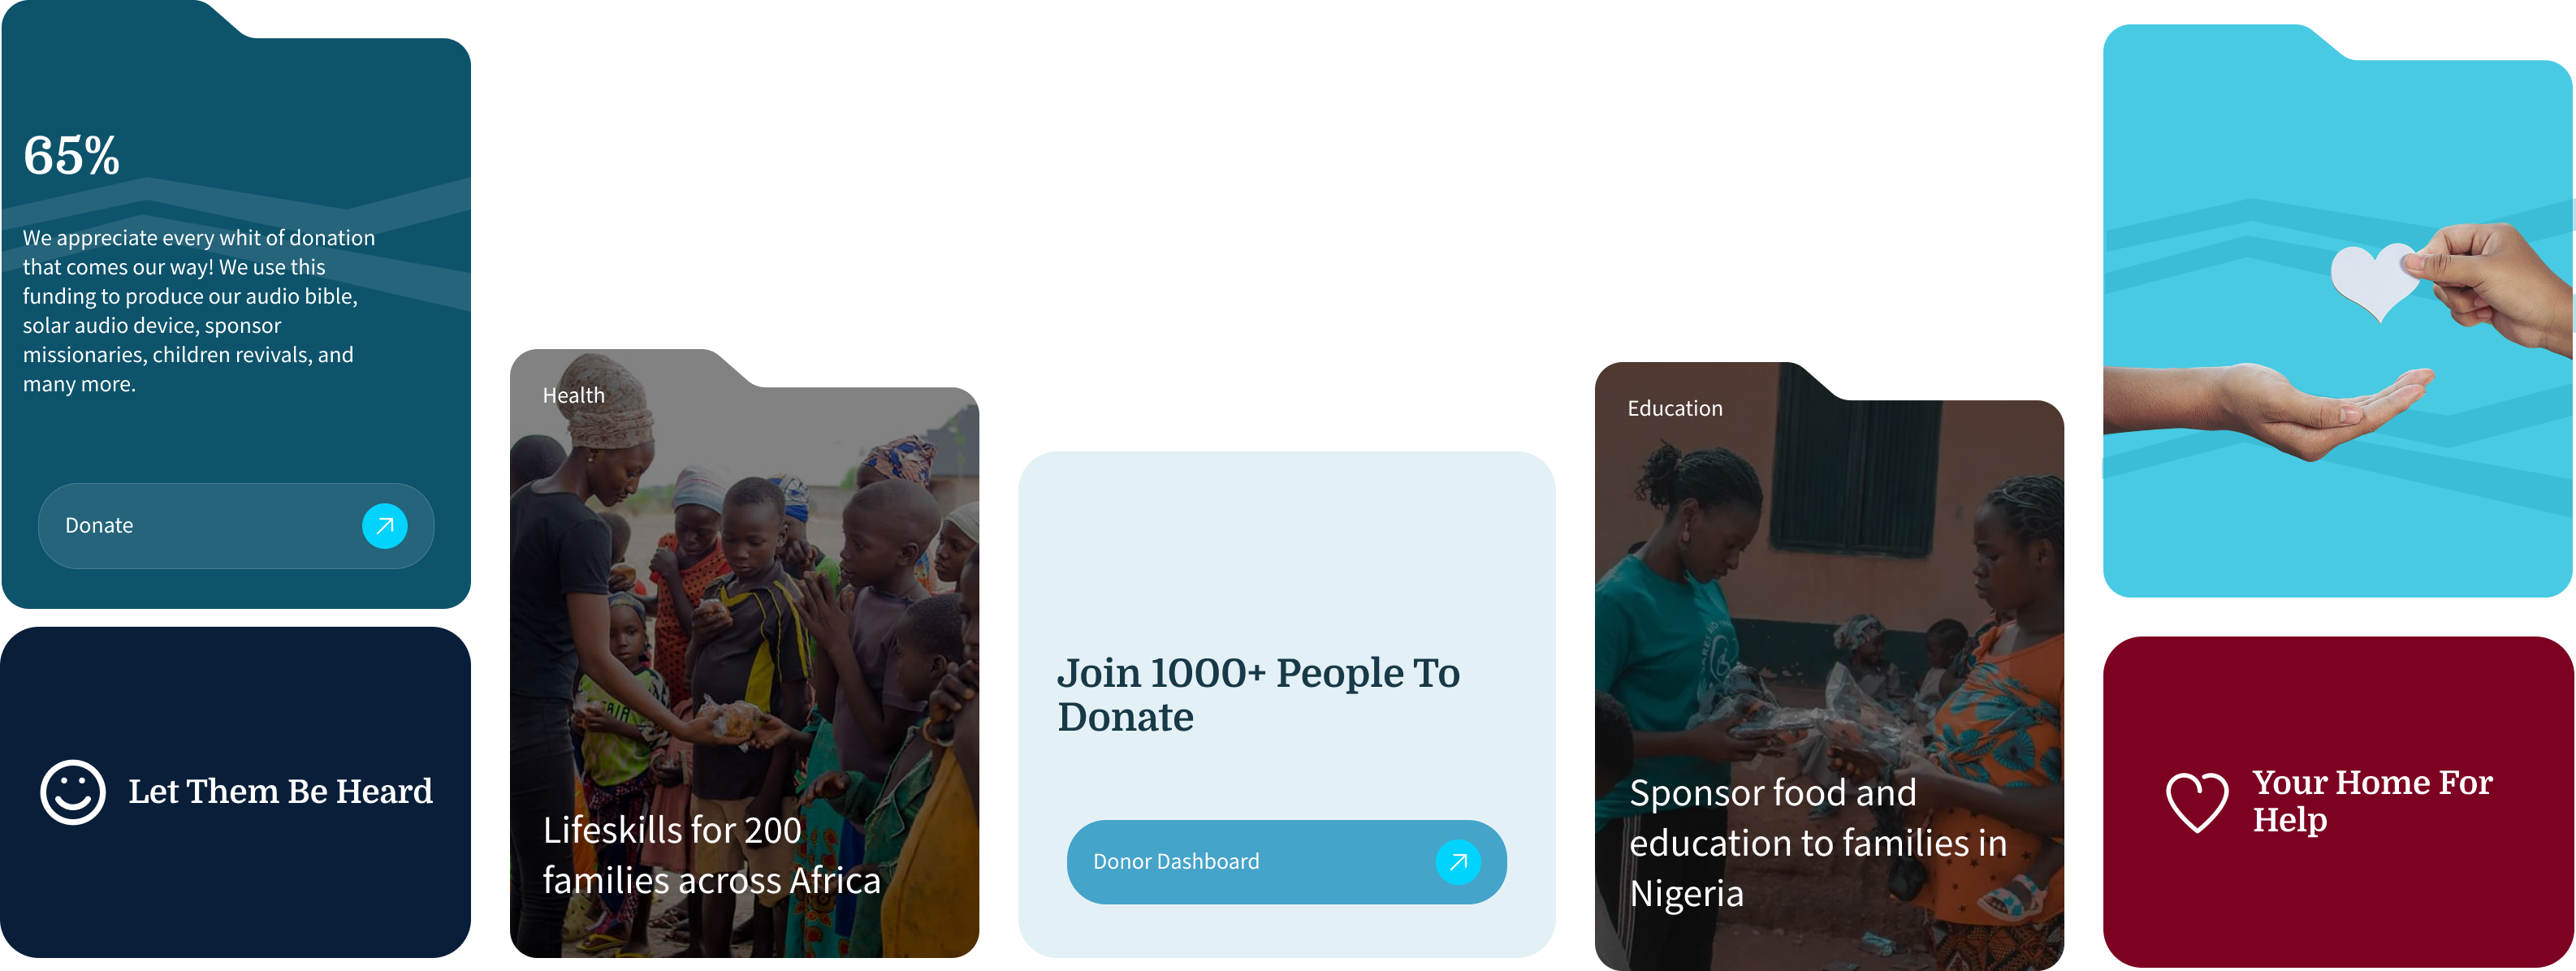 65%
We appreciate every whit of donation
that comes our way! We use this
funding to produce our audio bible,
solar audio device, sponsor
missionaries, children revivals, and
many more.
Donate
Let Them Be Heard
Health
Lifeskills for 200
families across Africa
Join 1000+ People To
Donate
Donor Dashboard
Education
Sponsor food and
education to families in
Nigeria
Your Home For
Help